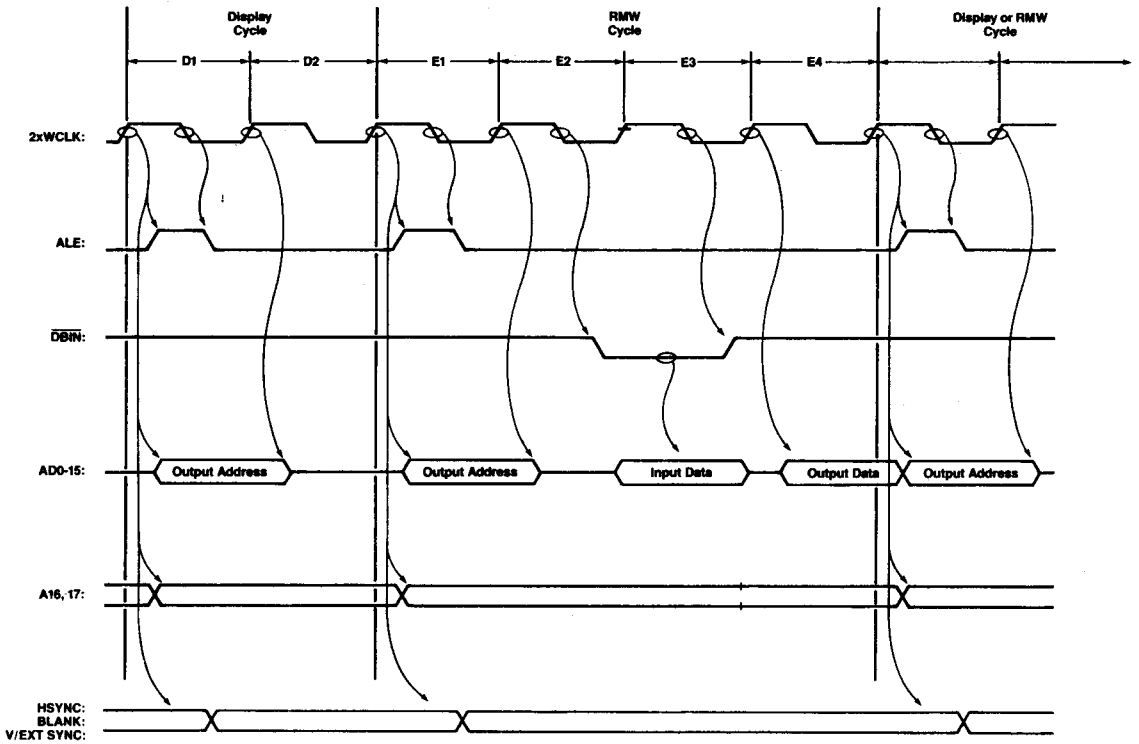 Display
Cycle
RMW
Cycle
Display or RMW
Cycle
D1
D2
E1
E2
E3
E4
2xWCLK:
ALE:
DBIN:
AD0-15:
Output Address
Output Address
Input Data
Output Data
Output Address
A16, 17:
HSYNC:
BLANK:
V/EXT SYNC: